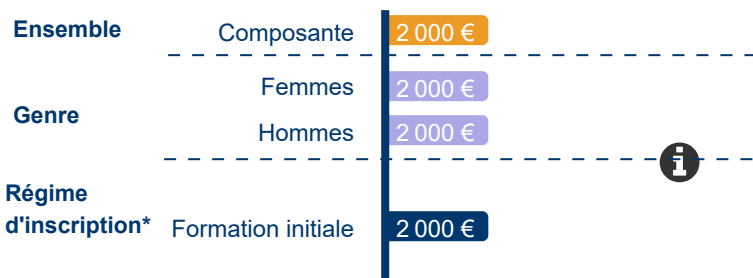 Ensemble
Composante 2 000 €
Femmes 2 000 €
Genre
Hommes 2 000 €
Régime
d'inscription* Formation initiale 2 000 €